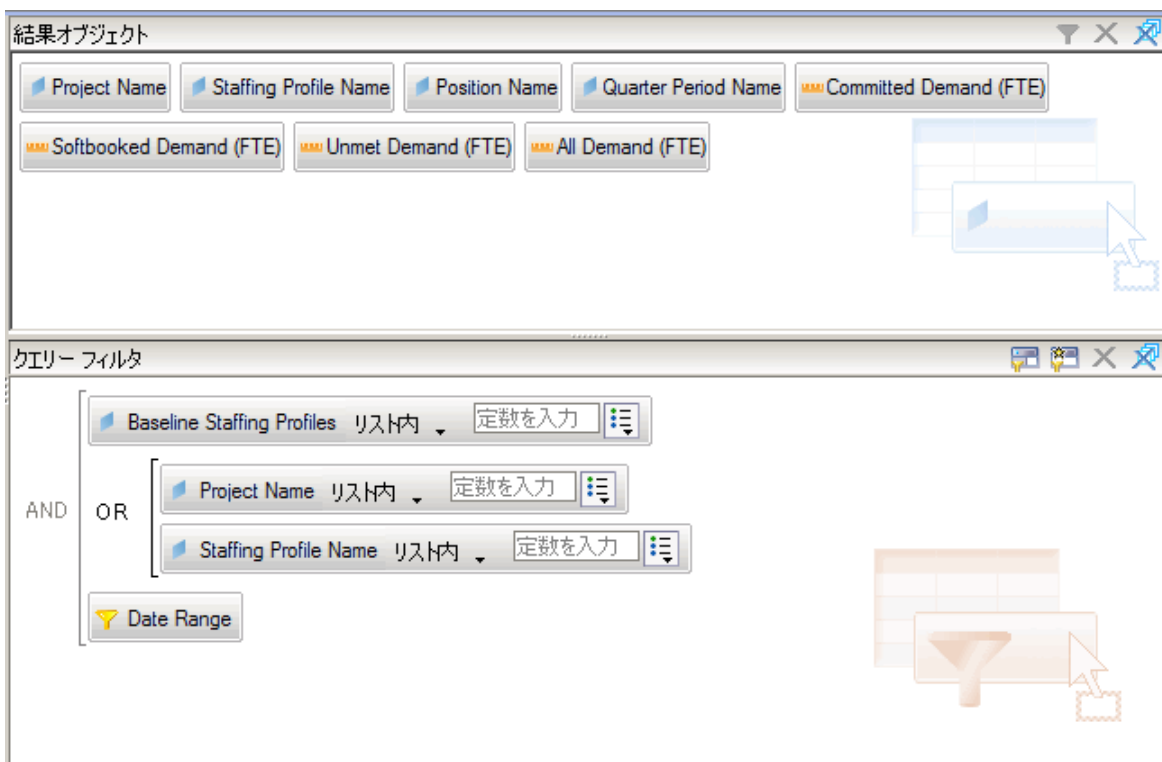 結果オブジェクト
Project Name Staffing Profile Name Position Name Quarter Period Name Committed Demand (FTE)
Softbooked Demand (FTE) Unmet Demand (FTE) All Demand (FTE)
クエリー フィルタ
Baseline Staffing Profiles リスト内 定数を入力
AND OR Project Name リスト内 定数を入力
Staffing Profile Name リスト内 定数を入力
Date Range